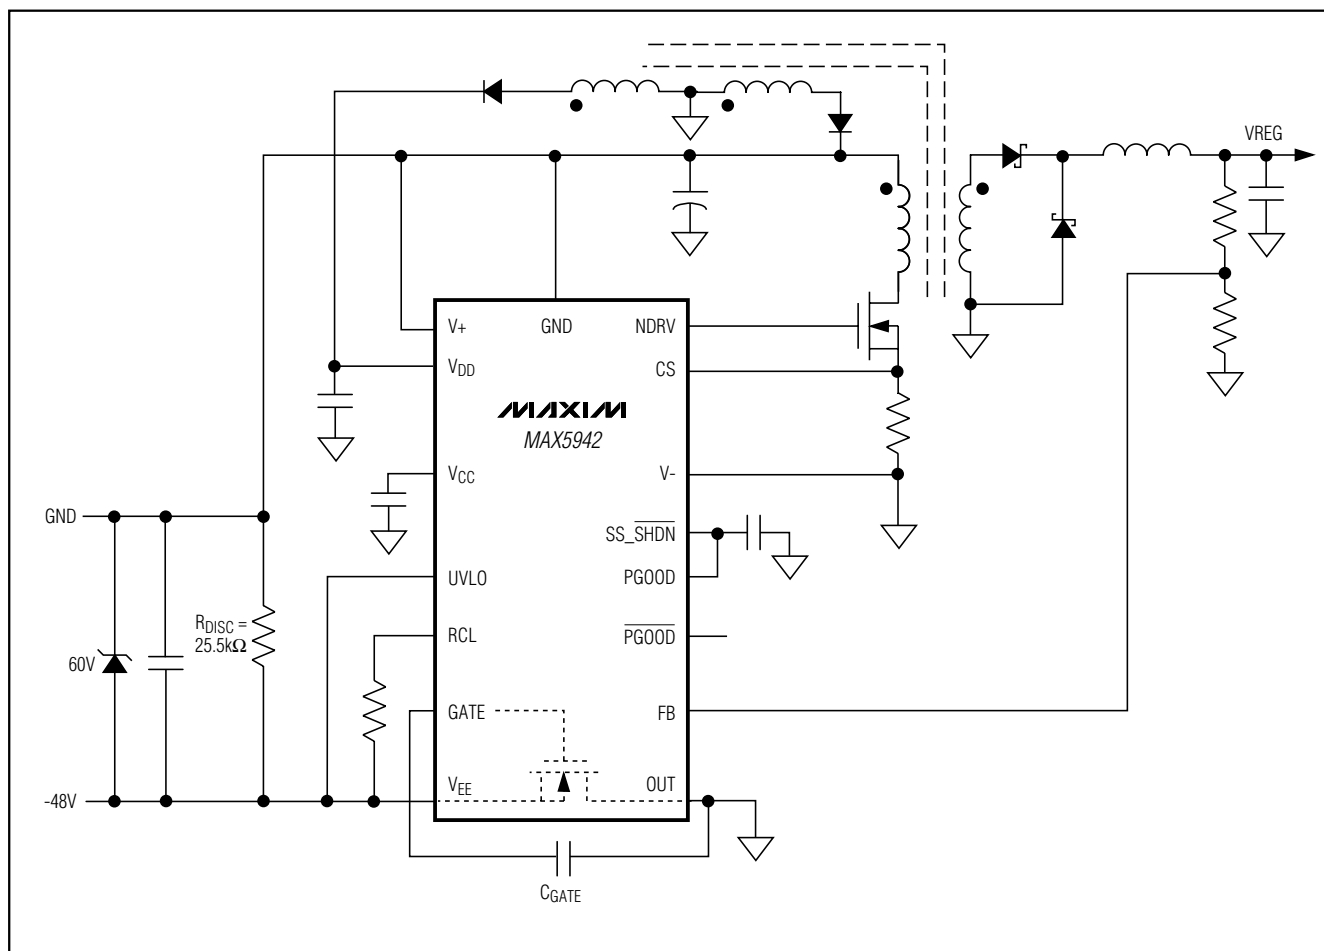 VREG
V+
GND
NDRV
VDD
CS
MAXIM
MAX5942
VCC
V-
GND
SS_SHDN
UVLO
PGOOD
RDISC =
25.5kΩ
RCL
PGOOD
60V
GATE
FB
VEE
OUT
-48V
CGATE